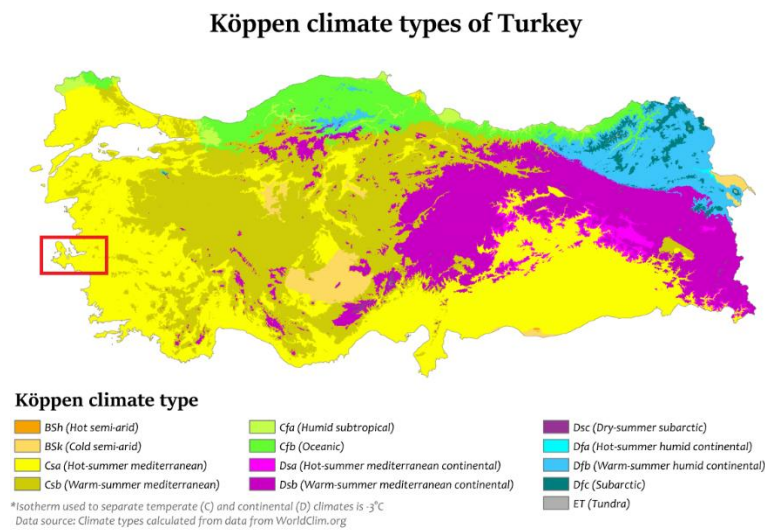 Köppen climate types of Turkey
Köppen climate type
BSh (Hot semi-arid)
BSk (Cold semi-arid)
Csa (Hot-summer mediterranean)
Csb (Warm-summer mediterranean)
Cfa (Humid subtropical)
Cfb (Oceanic)
Dsa (Hot-summer mediterranean continental)
Dsb (Warm-summer mediterranean continental)
Dsc (Dry-summer subarctic)
Dfa (Hot-summer humid continental)
Dfb (Warm-summer humid continental)
Dfc (Subarctic)
ET (Tundra)
*Isotherm used to separate temperate (C) and continental (D) climates is -3°C
Data source: Climate types calculated from data from WorldClim.org